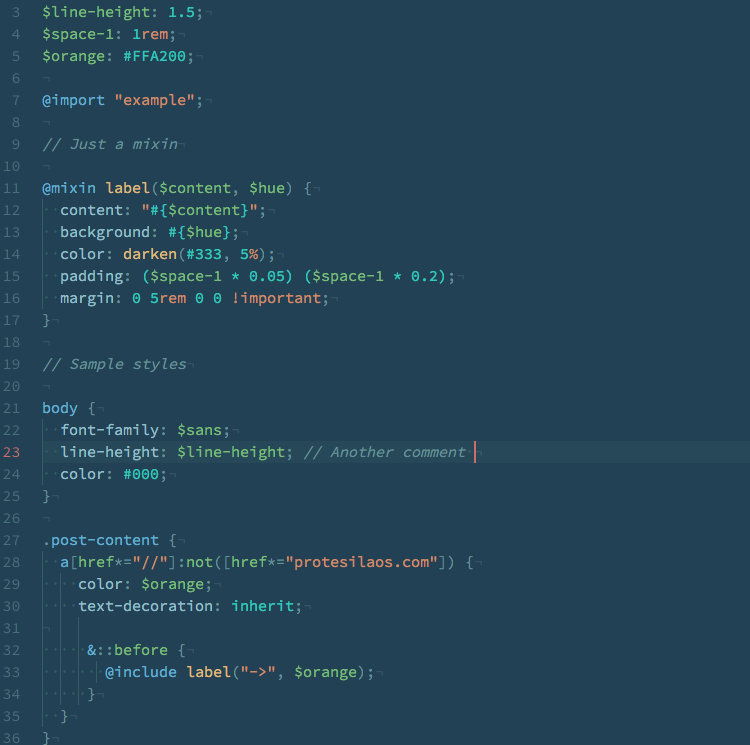 3 $line-height: 1.5;¬
4 $space-1: 1rem;¬
5 $orange: #FFA200;¬
6 ¬
7 @import "example";¬
8 ¬
9 // Just a mixin¬
10 ¬
11 @mixin label($content, $hue) {¬
12 ··content: "#{$content}";¬
13 ··background: #{$hue};¬
14 ··color: darken(#333, 5%);¬
15 ··padding: ($space-1 * 0.05) ($space-1 * 0.2);¬
16 ··margin: 0 5rem 0 0 !important;¬
17 }¬
18 ¬
19 // Sample styles¬
20 ¬
21 body {¬
22 ··font-family: $sans;¬
23 ··line-height: $line-height; // Another comment·¬
24 ··color: #000;¬
25 }¬
26 ¬
27 .post-content {¬
28 ··a[href*="//"]:not([href*="protesilaos.com"]) {¬
29 ····color: $orange;¬
30 ····text-decoration: inherit;¬
31 ¬
32 ····&::before {¬
33 ······@include label("->", $orange);¬
34 ····}¬
35 ··}¬
36 }¬